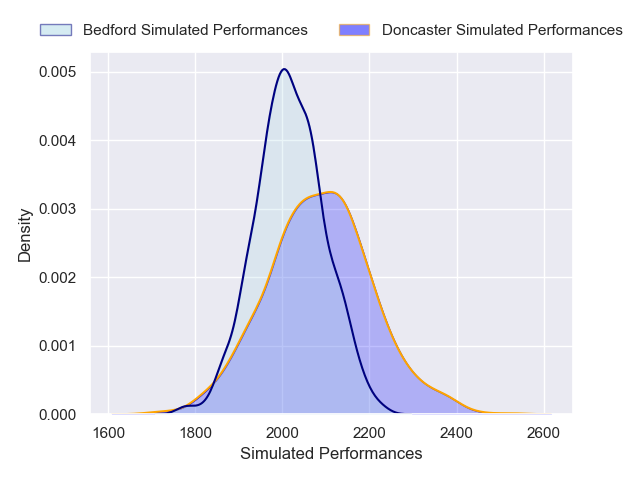 Bedford Simulated Performances Doncaster Simulated Performances
0.005
0.004
0.003
0.002
0.001
0.000
Density
1600 1800 2000 2200 2400 2600
Simulated Performances